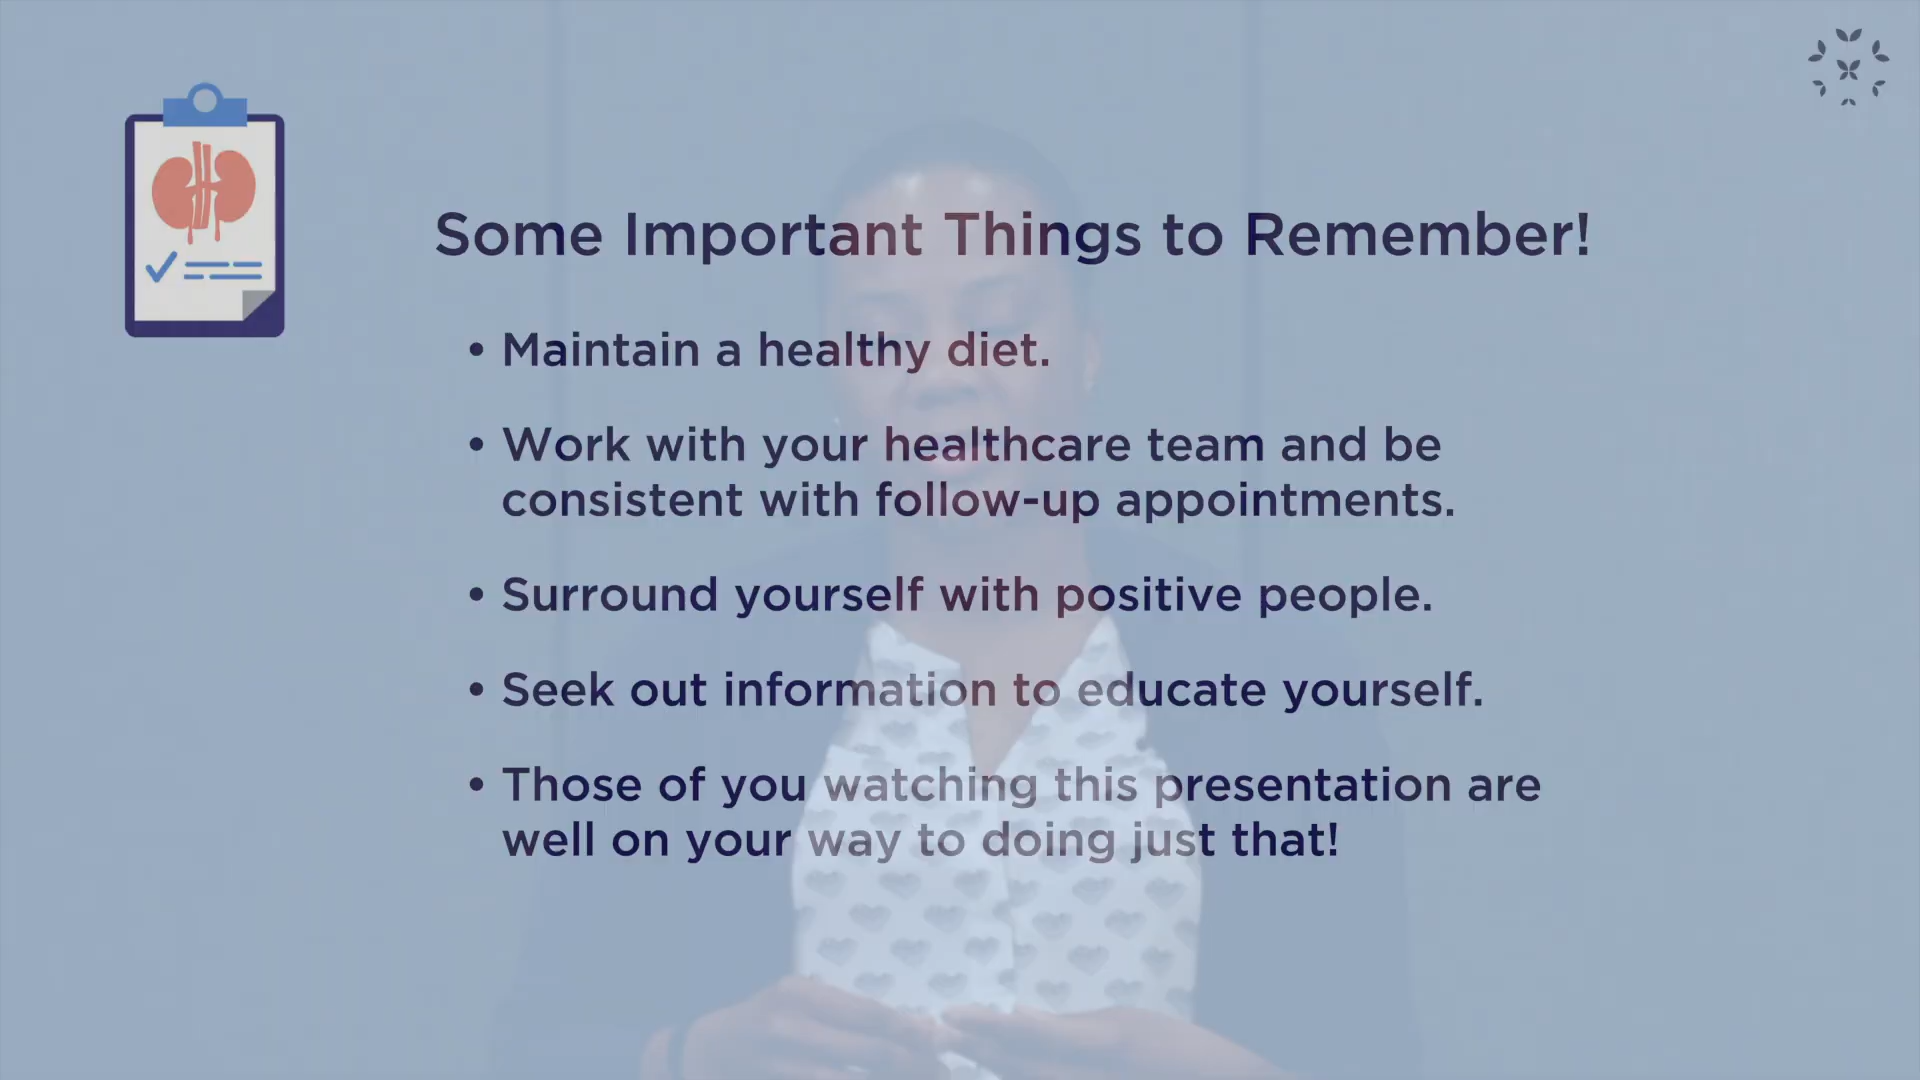 Some Important Things to Remember!
• Maintain a healthy diet.
• Work with your healthcare team and be
consistent with follow-up appointments.
• Surround yourself with positive people.
• Seek out information to educate yourself.
• Those of you watching this presentation are
well on your way to doing just that!